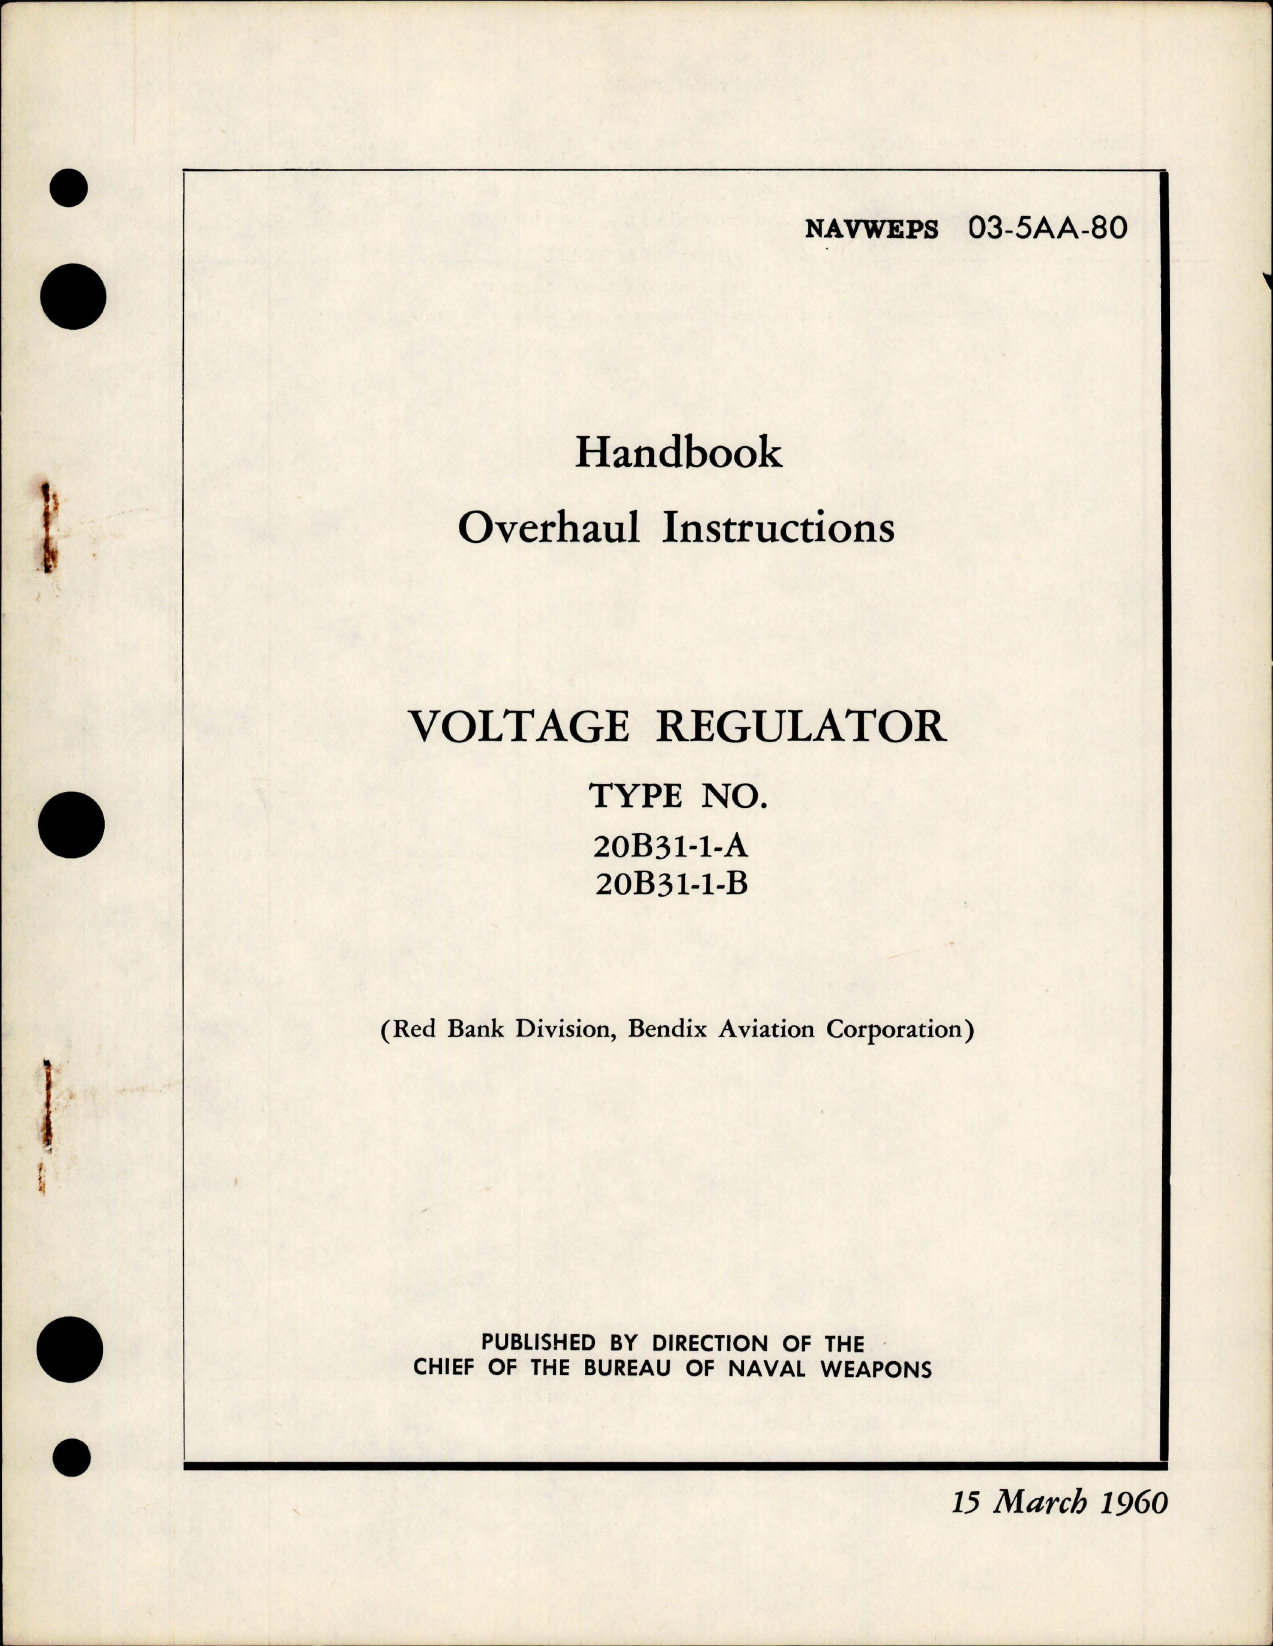 NAVWEPS 03-5AA-80
Handbook
Overhaul Instructions
VOLTAGE REGULATOR
TYPE NO.
20B31-1-A
20B31-1-B
(Red Bank Division, Bendix Aviation Corporation)
PUBLISHED BY DIRECTION OF THE
CHIEF OF THE BUREAU OF NAVAL WEAPONS
15 March 1960